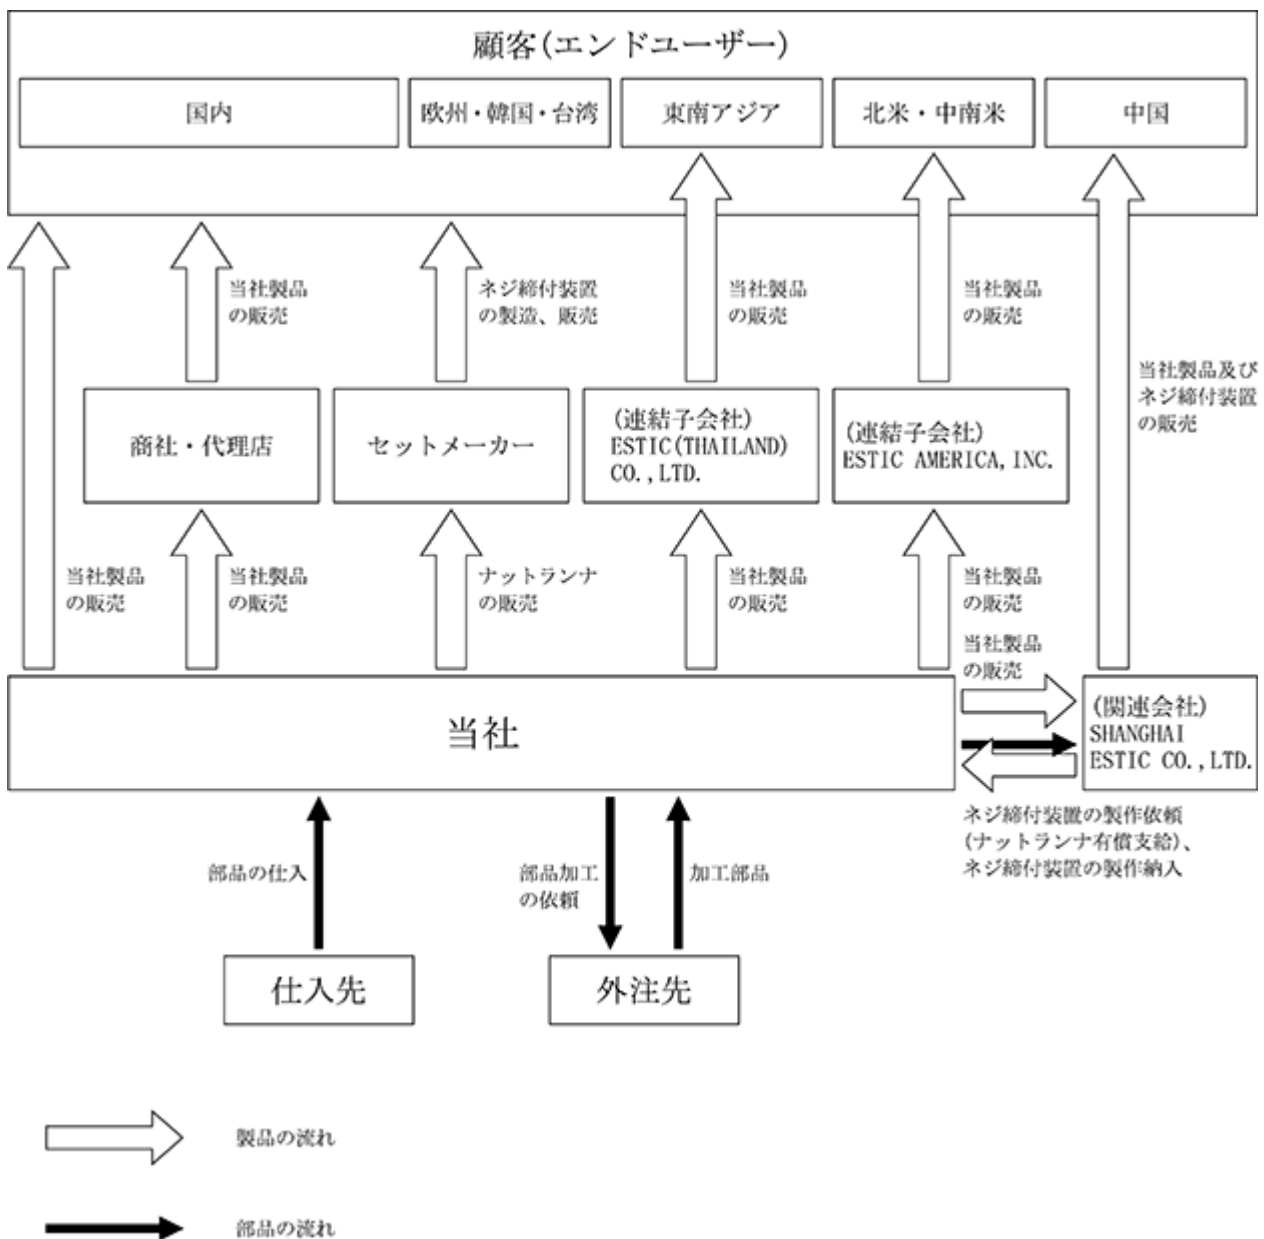 顧客(エンドユーザー)
国内
欧州・韓国・台湾
東南アジア
北米・中南米
中国
当社製品
の販売
ネジ締付装置
の製造、販売
当社製品
の販売
当社製品
の販売
当社製品及び
ネジ締付装置
の販売
商社・代理店
セットメーカー
(連結子会社)
ESTIC(THAILAND)
CO.,LTD.
(連結子会社)
ESTIC AMERICA,INC.
当社製品
の販売
当社製品
の販売
ナットランナ
の販売
当社製品
の販売
当社製品
の販売
当社製品
の販売
当社
(関連会社)
SHANGHAI
ESTIC CO.,LTD.
ネジ締付装置の製作依頼
(ナットランナ有償支給)、
ネジ締付装置の製作納入
部品の仕入
部品加工
の依頼
加工部品
仕入先
外注先
製品の流れ
部品の流れ